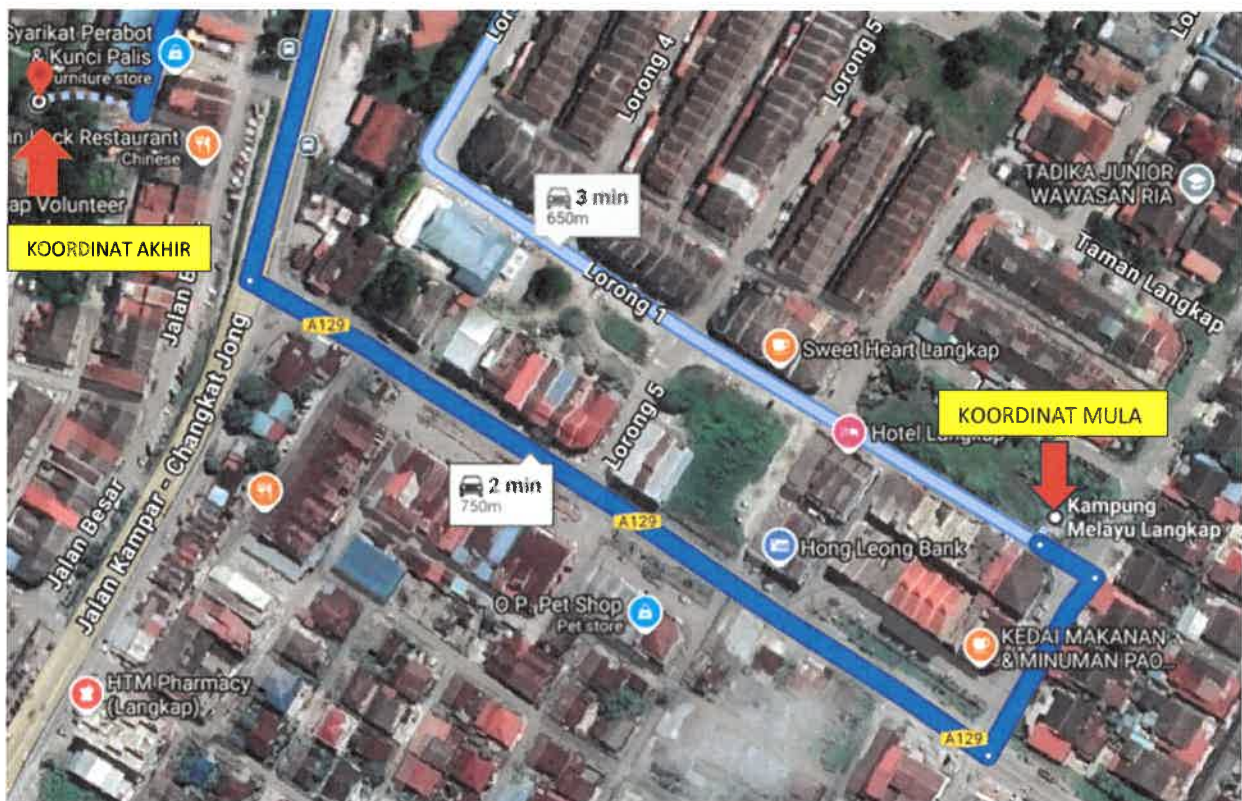 Syarikat Perabot
& Kunci Palis
Furniture store
Restaurant
Chinese
Volunteer
KOORDINAT AKHIR
Jalan
Jalan Besar
Jalan Kampar - Changkat Jong
HTM Pharmacy
(Langkap)
A129
Lorong 4
Lorong 5
3 min
650m
Lorong 1
TADIKA JUNIOR
WAWASAN RIA
Taman Langkap
Sweet Heart Langkap
Hotel Langkap
KOORDINAT MULA
Kampung
Melayu Langkap
Lorong 5
2 min
750m
A129
Hong Leong Bank
O.P. Pet Shop
Pet store
KEDAI MAKANAN
& MINUMAN PAO...
A129